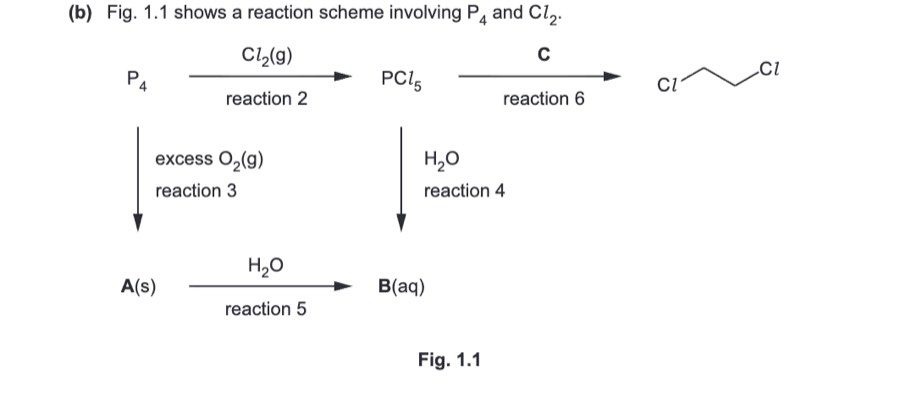 (b) Fig. 1.1 shows a reaction scheme involving P₄ and Cl₂.
Cl₂(g)
C
P₄
PCl₅
Cl
Cl
reaction 2
reaction 6
excess O₂(g)
H₂O
reaction 3
reaction 4
H₂O
A(s)
B(aq)
reaction 5
Fig. 1.1